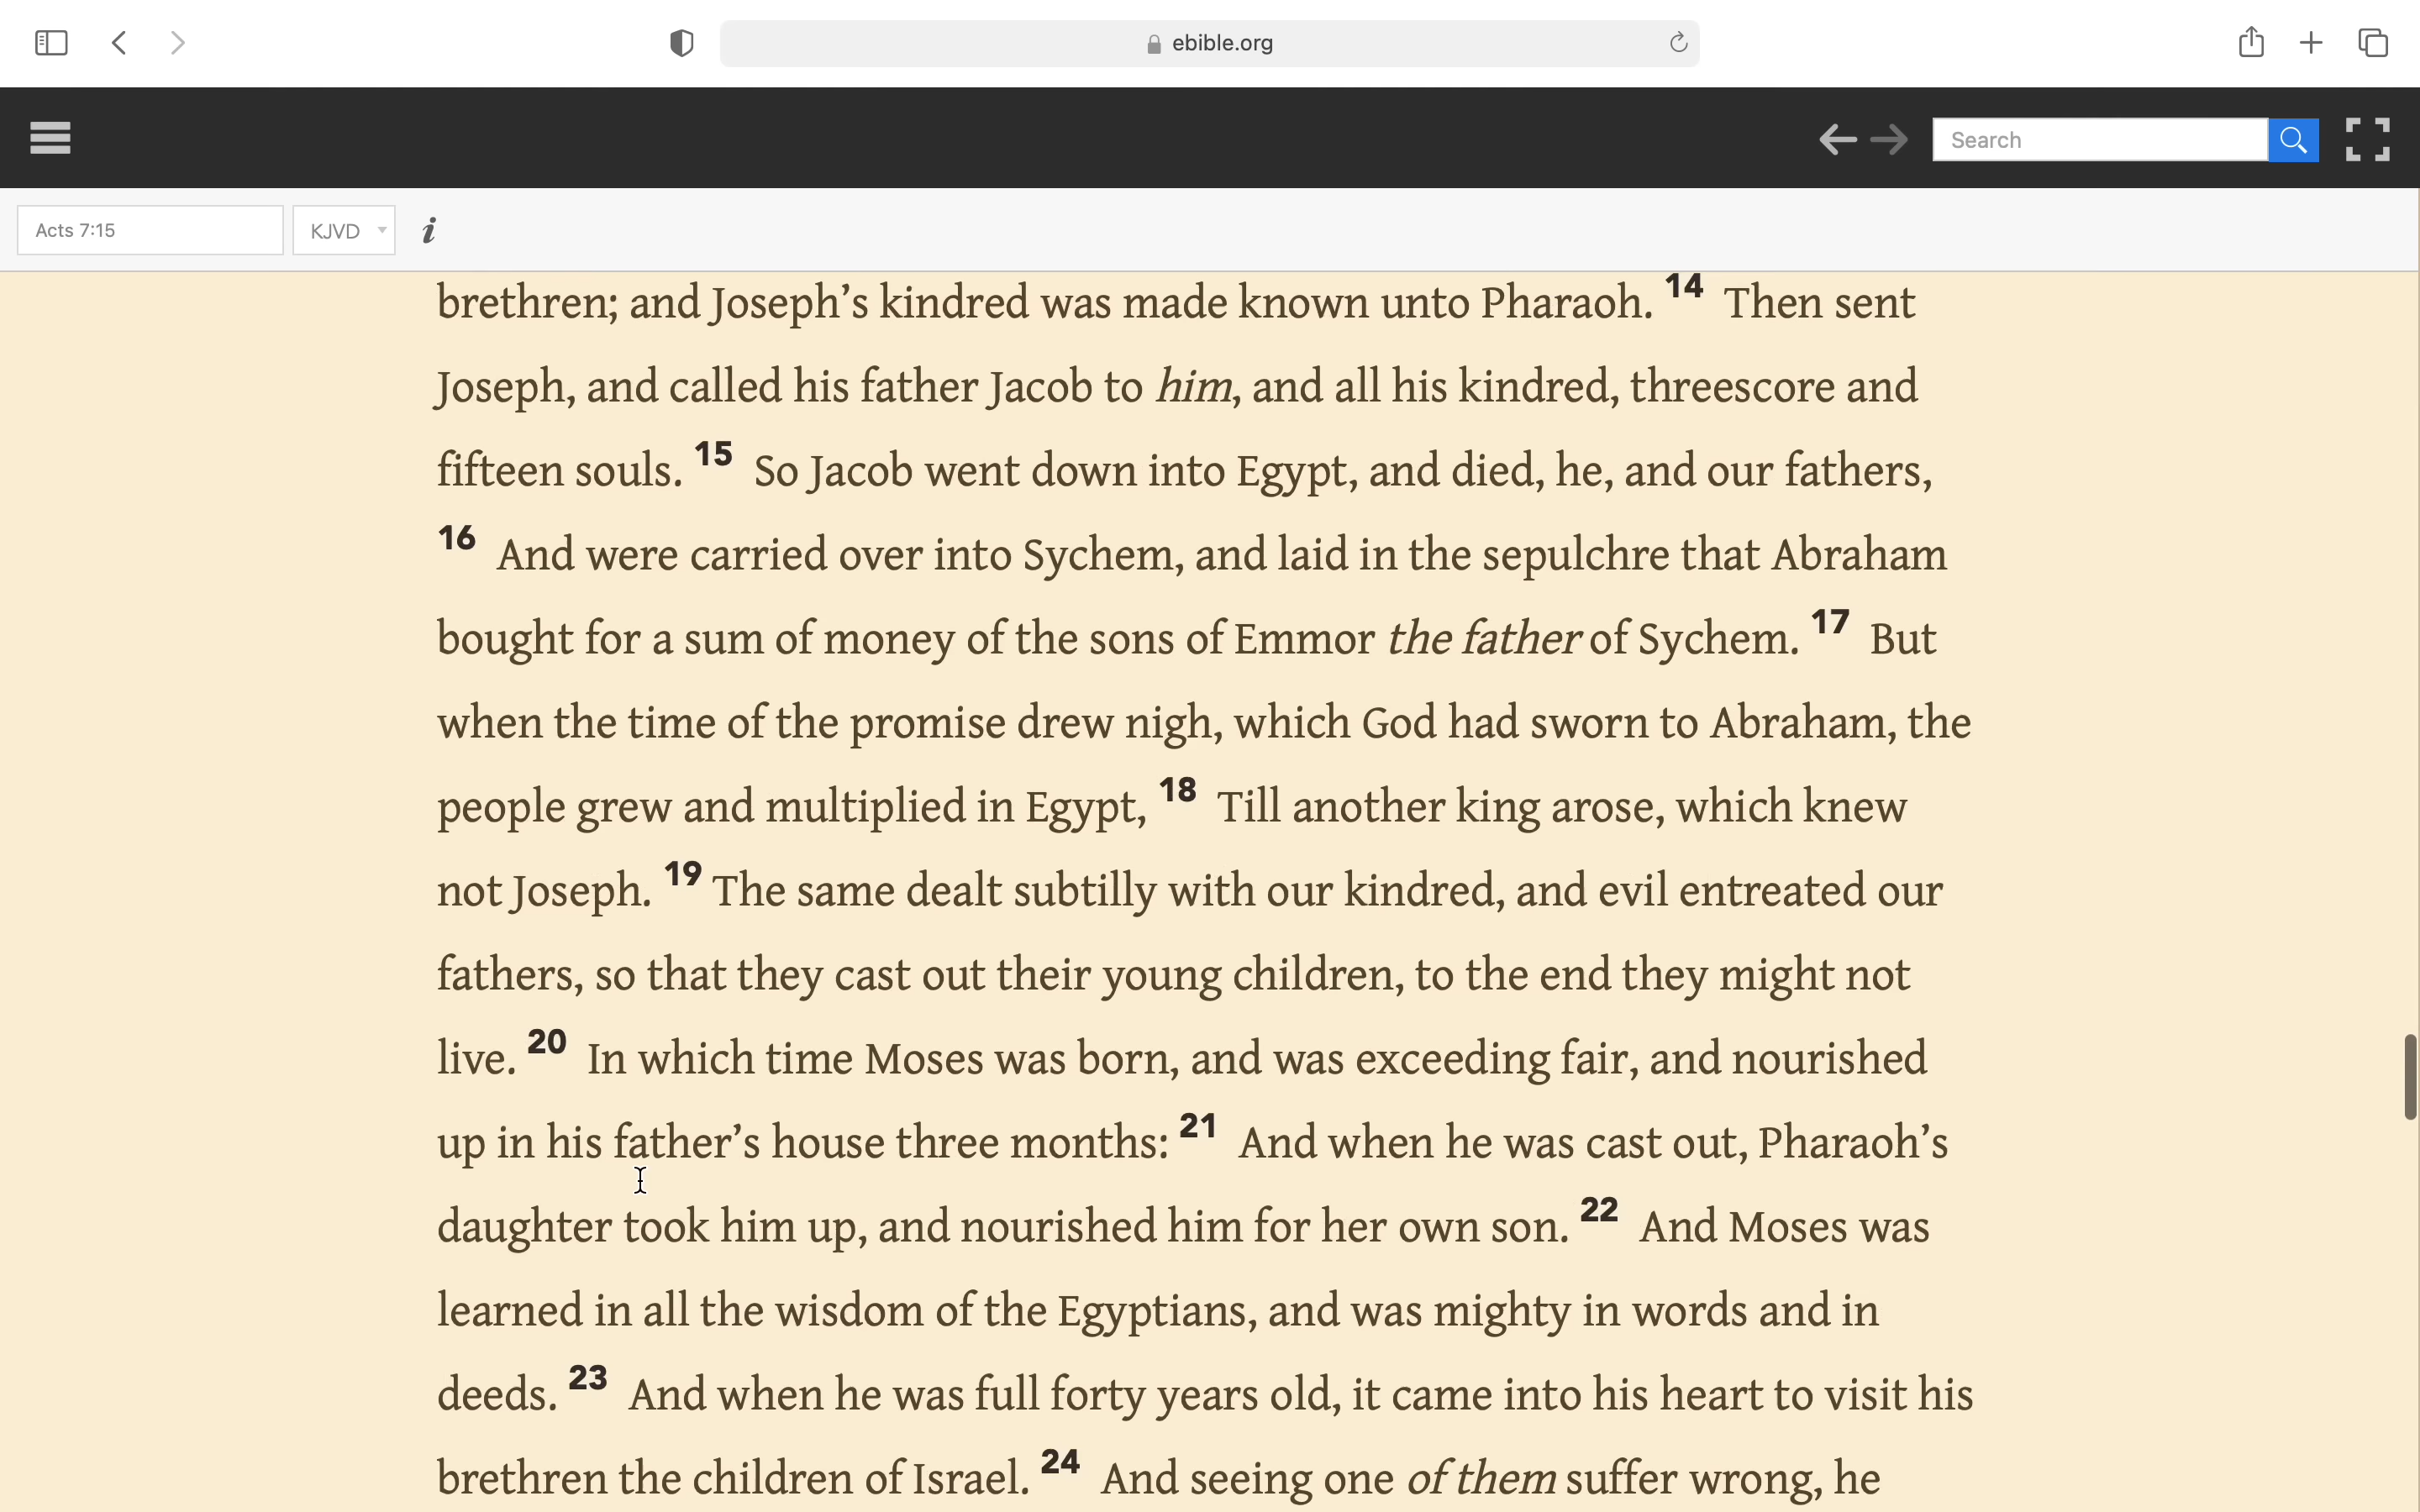 ebible.org
Search
Acts 7:15
KJVD
i
brethren; and Joseph’s kindred was made known unto Pharaoh. 14 Then sent
Joseph, and called his father Jacob to him, and all his kindred, threescore and
fifteen souls. 15 So Jacob went down into Egypt, and died, he, and our fathers,
16 And were carried over into Sychem, and laid in the sepulchre that Abraham
bought for a sum of money of the sons of Emmor the father of Sychem. 17 But
when the time of the promise drew nigh, which God had sworn to Abraham, the
people grew and multiplied in Egypt, 18 Till another king arose, which knew
not Joseph. 19 The same dealt subtilly with our kindred, and evil entreated our
fathers, so that they cast out their young children, to the end they might not
live. 20 In which time Moses was born, and was exceeding fair, and nourished
up in his father’s house three months: 21 And when he was cast out, Pharaoh’s
daughter took him up, and nourished him for her own son. 22 And Moses was
learned in all the wisdom of the Egyptians, and was mighty in words and in
deeds. 23 And when he was full forty years old, it came into his heart to visit his
brethren the children of Israel. 24 And seeing one of them suffer wrong, he